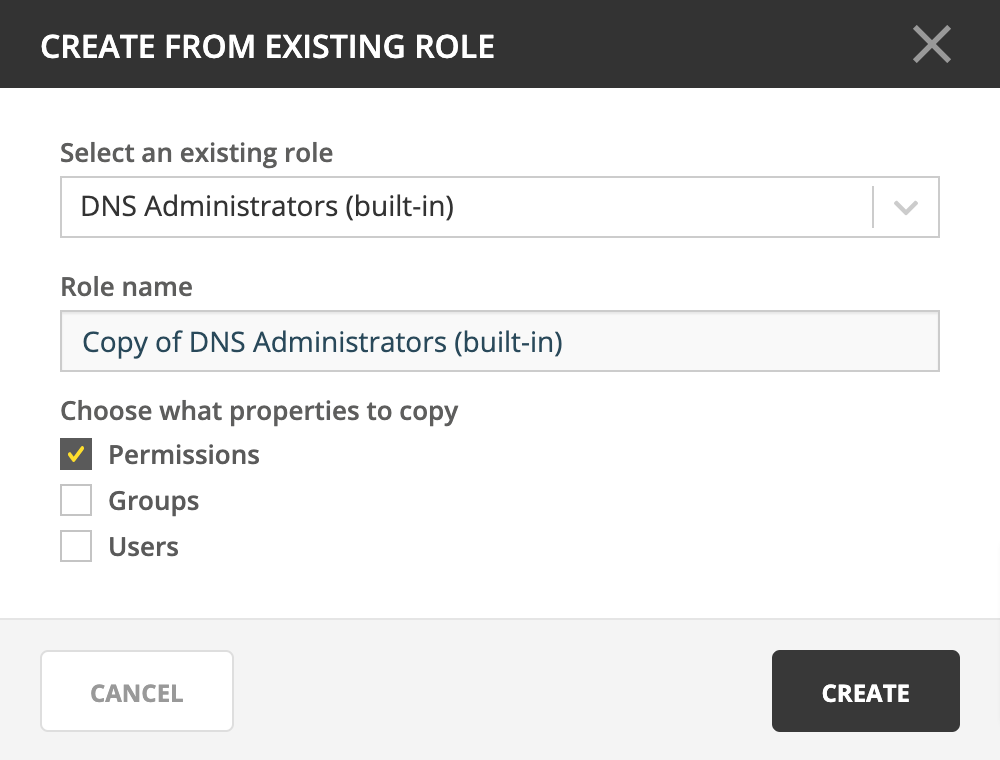 CREATE FROM EXISTING ROLE
Select an existing role
DNS Administrators (built-in)
Role name
Copy of DNS Administrators (built-in)
Choose what properties to copy
Permissions
Groups
Users
CANCEL
CREATE